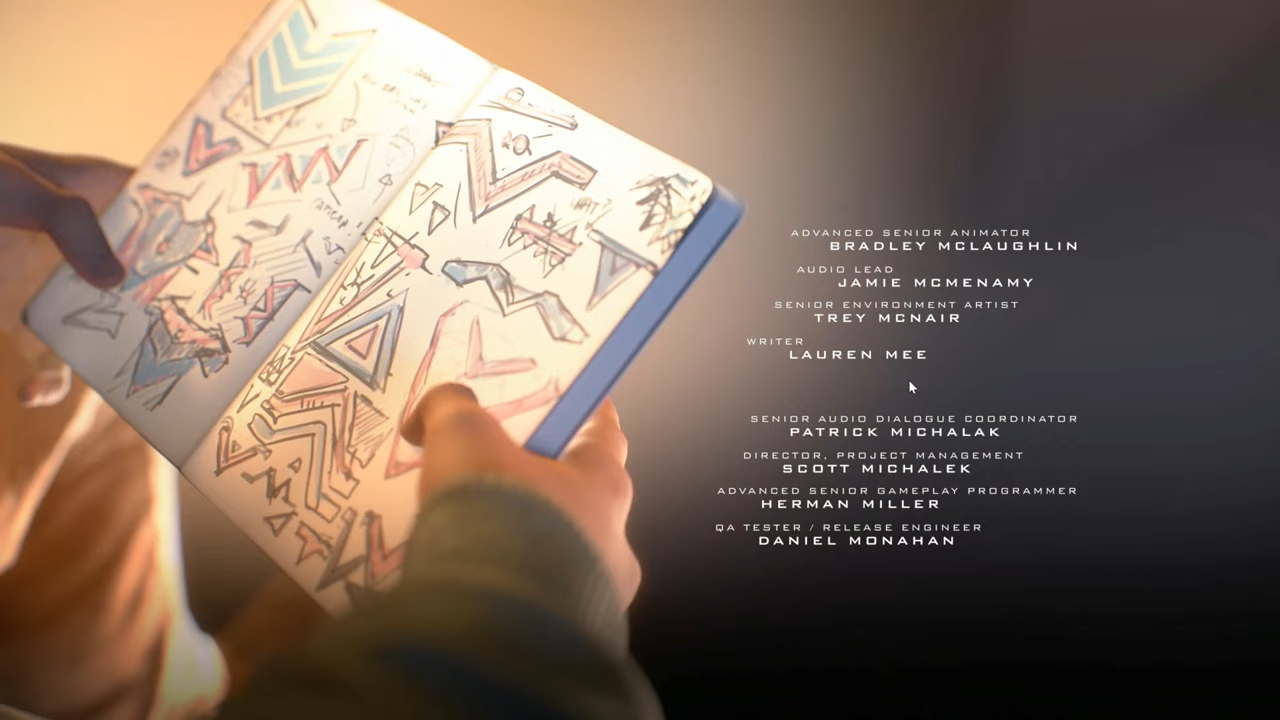 ADVANCED SENIOR ANIMATOR
BRADLEY MCLAUGHLIN
AUDIO LEAD
JAMIE MCMENAMY
SENIOR ENVIRONMENT ARTIST
TREY MCNAIR
WRITER
LAUREN MEE
SENIOR AUDIO DIALOGUE COORDINATOR
PATRICK MICHALAK
DIRECTOR, PROJECT MANAGEMENT
SCOTT MICHALEK
ADVANCED SENIOR GAMEPLAY PROGRAMMER
HERMAN MILLER
QA TESTER / RELEASE ENGINEER
DANIEL MONAHAN